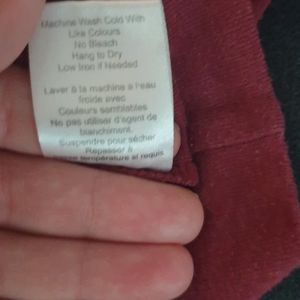 Machine Wash Cold With
Like Colours
No Bleach
Hang to Dry
Low Iron if Needed
Laver à la machine a l'eau
froide avec
Couleurs semblables
Ne pas utiliser d'agent de
blanchiment.
Suspendre pour sécher
Repasser à
température si requis